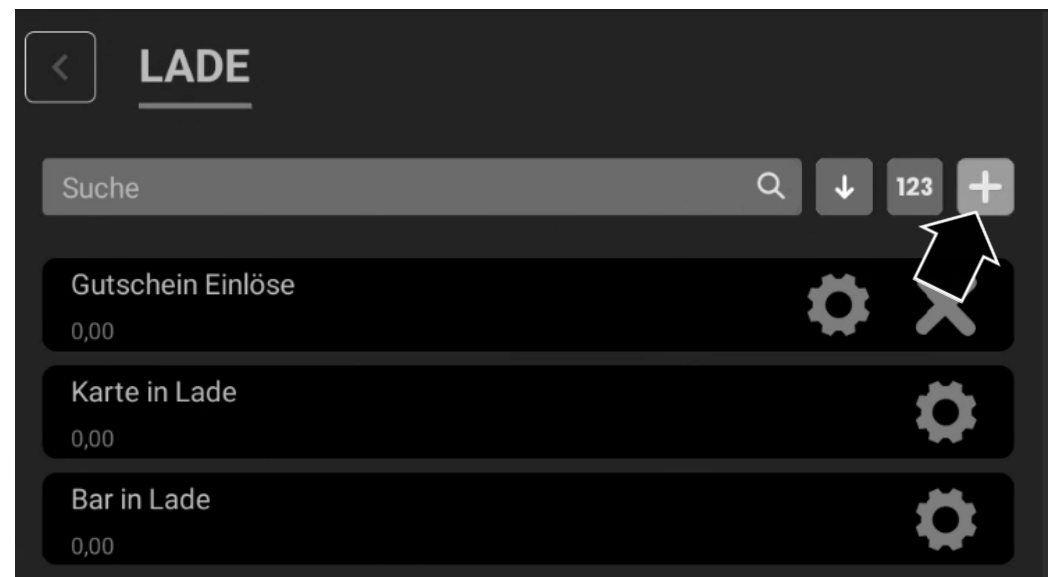 LADE
Suche
123
Gutschein Einlöse
0,00
Karte in Lade
0,00
Bar in Lade
0,00